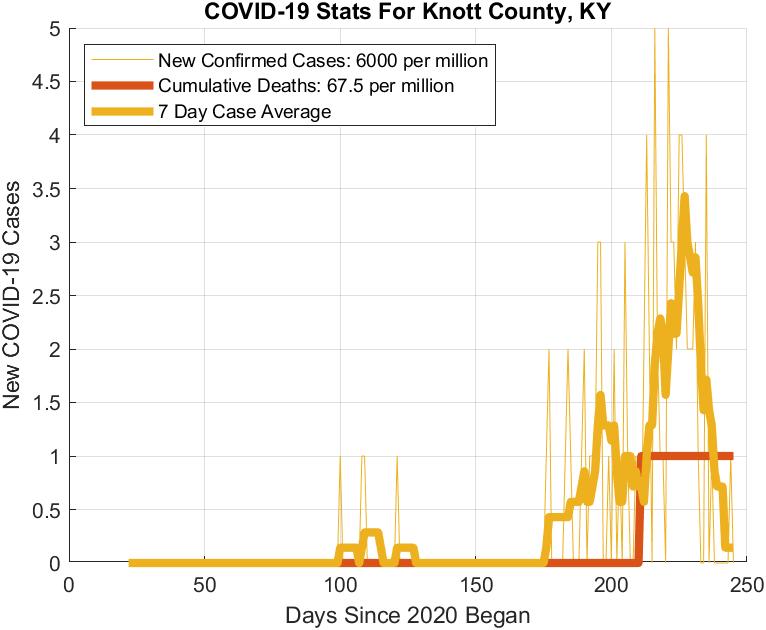 COVID-19 Stats For Knott County, KY
New Confirmed Cases: 6000 per million
Cumulative Deaths: 67.5 per million
7 Day Case Average
New COVID-19 Cases
5
4.5
4
3.5
3
2.5
2
1.5
1
0.5
0
0 50 100 150 200 250
Days Since 2020 Began